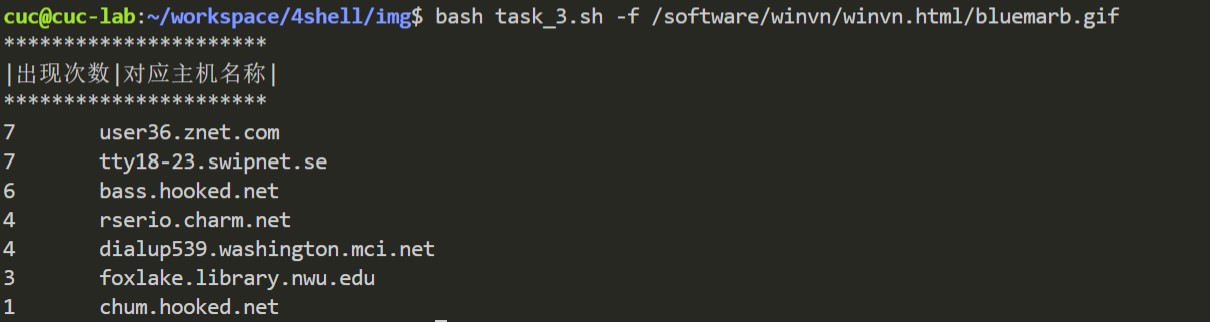 cuc@cuc-lab:~/workspace/4shell/img$ bash task_3.sh -f /software/winvn/winvn.html/bluemarb.gif
**********************
|出现次数|对应主机名称|
**********************
7       user36.znet.com
7       tty18-23.swipnet.se
6       bass.hooked.net
4       rserio.charm.net
4       dialup539.washington.mci.net
3       foxlake.library.nwu.edu
1       chum.hooked.net